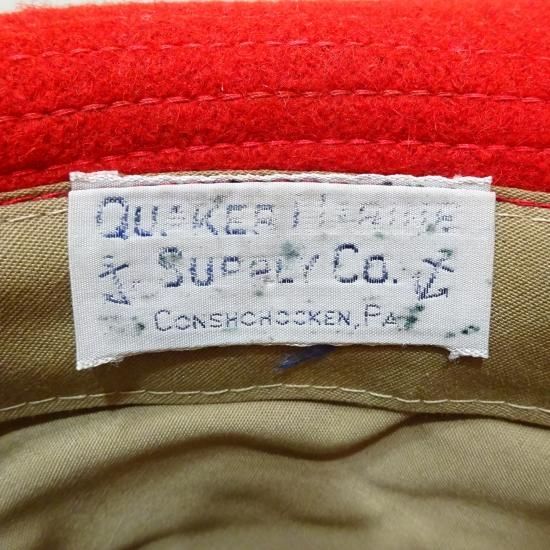 QUAKER MARINE
SUPPLY CO.
CONSHOHOCKEN, PA